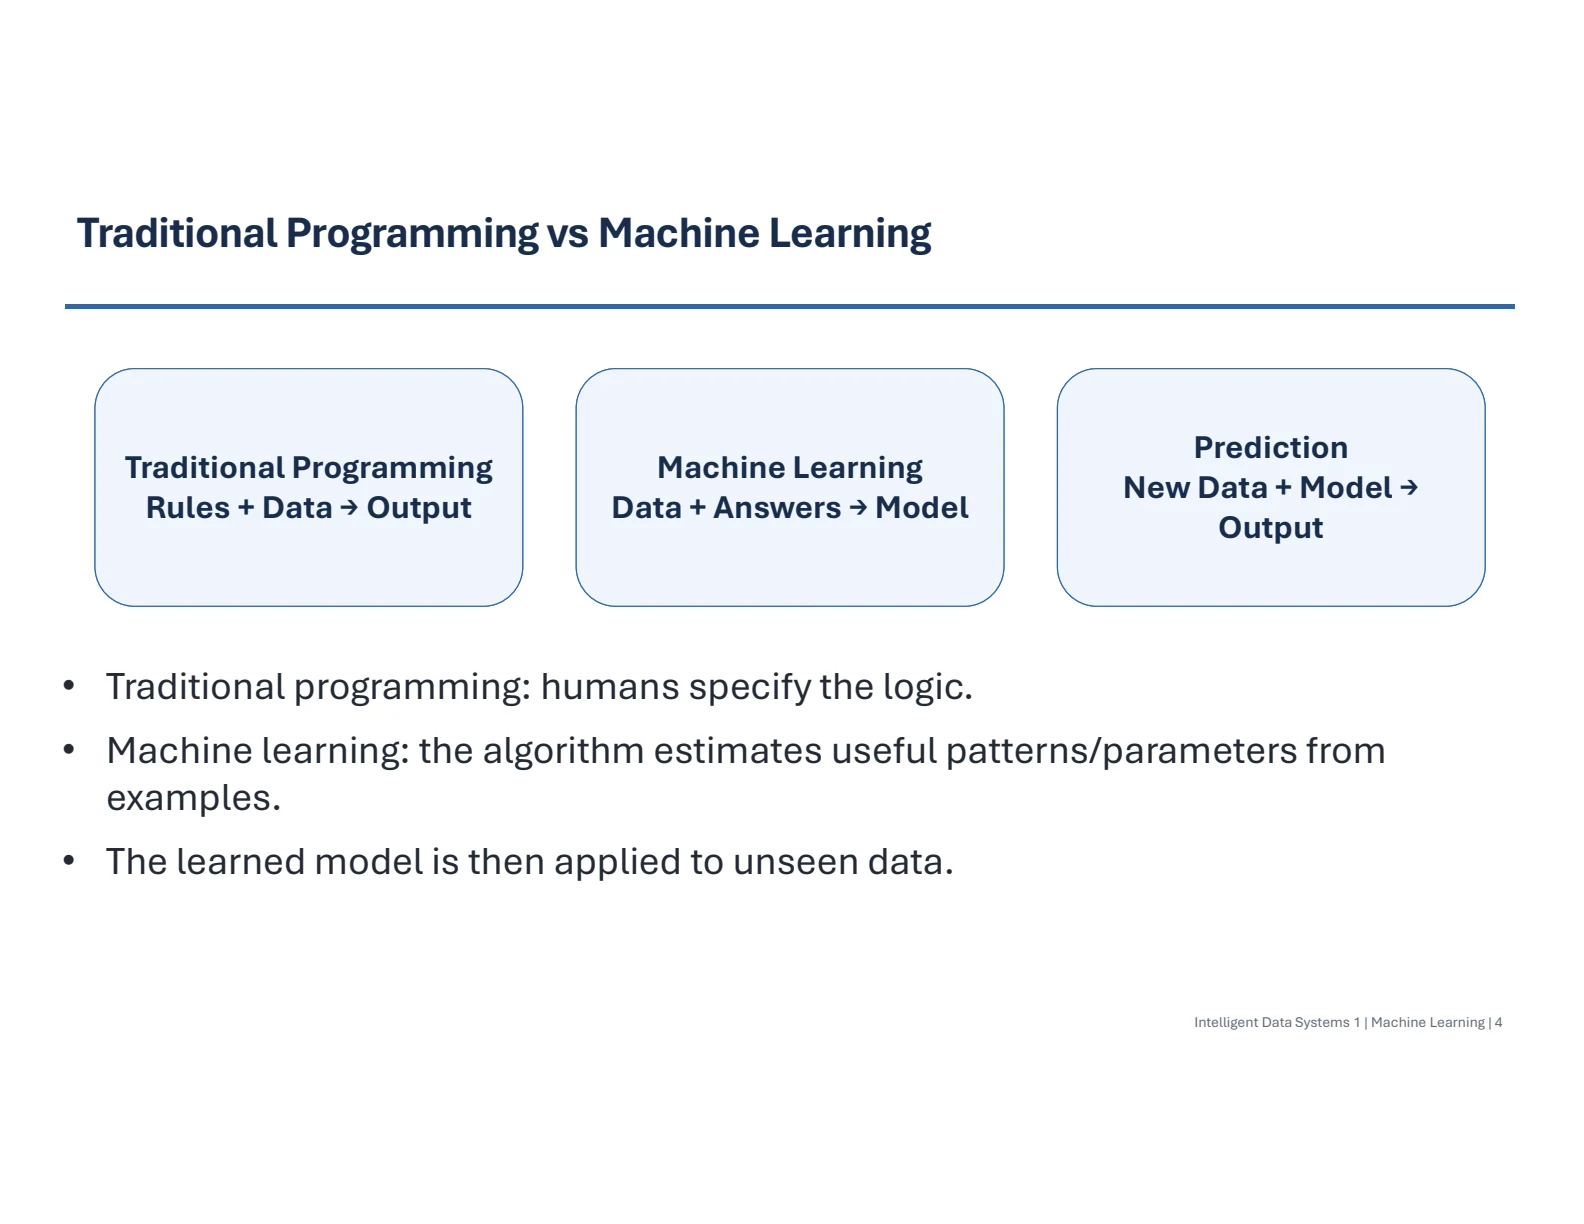 Traditional Programming vs Machine Learning
Traditional Programming
Rules + Data → Output
Machine Learning
Data + Answers → Model
Prediction
New Data + Model →
Output
• Traditional programming: humans specify the logic.
• Machine learning: the algorithm estimates useful patterns/parameters from
examples.
• The learned model is then applied to unseen data.
Intelligent Data Systems 1 | Machine Learning | 4